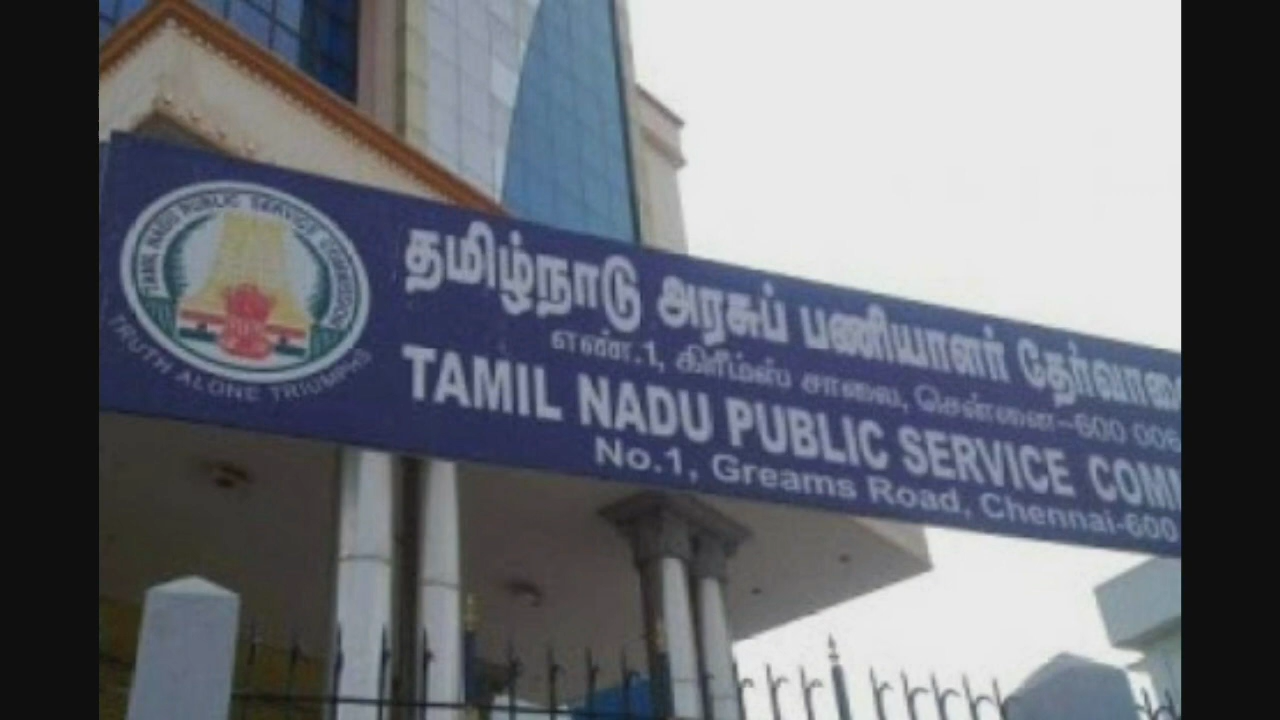 TAMIL NADU PUBLIC SERVICE COMMISSION
TRUTH ALONE TRIUMPHS
தமிழ்நாடு அரசுப் பணியாளர் தேர்வாணை
எண்.1, கிரீம்ஸ் சாலை, சென்னை-600 006
TAMIL NADU PUBLIC SERVICE COMM
No.1, Greams Road, Chennai-600